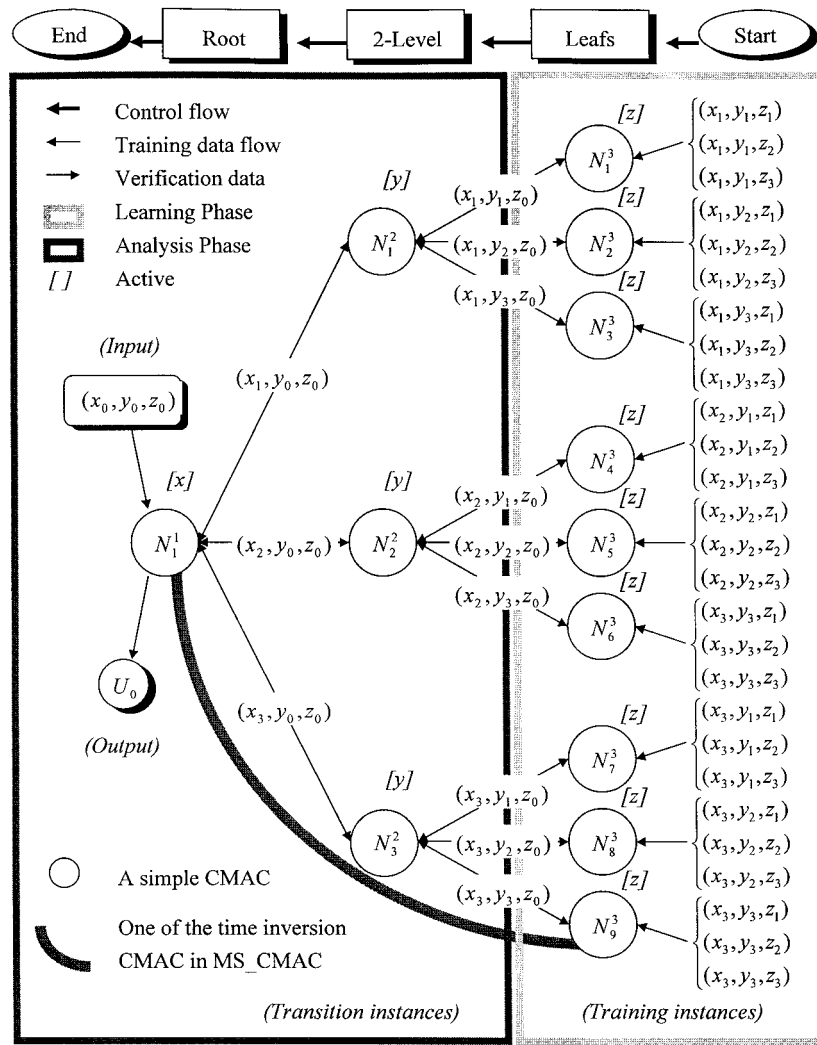 End
Root
2-Level
Leafs
Start
Control flow
Training data flow
Verification data
Learning Phase
Analysis Phase
[ ] Active
(Input)
(x₀,y₀,z₀)
[x]
N₁¹
U₀
(Output)
(x₁,y₀,z₀)
(x₂,y₀,z₀)
(x₃,y₀,z₀)
[y]
N₁²
[y]
N₂²
[y]
N₃²
(x₁,y₁,z₀)
(x₁,y₂,z₀)
(x₁,y₃,z₀)
(x₂,y₁,z₀)
(x₂,y₂,z₀)
(x₂,y₃,z₀)
(x₃,y₁,z₀)
(x₃,y₂,z₀)
(x₃,y₃,z₀)
[z]
N₁³
[z]
N₂³
[z]
N₃³
[z]
N₄³
[z]
N₅³
[z]
N₆³
[z]
N₇³
[z]
N₈³
[z]
N₉³
(x₁,y₁,z₁)
(x₁,y₁,z₂)
(x₁,y₁,z₃)
(x₁,y₂,z₁)
(x₁,y₂,z₂)
(x₁,y₂,z₃)
(x₁,y₃,z₁)
(x₁,y₃,z₂)
(x₁,y₃,z₃)
(x₂,y₁,z₁)
(x₂,y₁,z₂)
(x₂,y₁,z₃)
(x₂,y₂,z₁)
(x₂,y₂,z₂)
(x₂,y₂,z₃)
(x₃,y₃,z₁)
(x₃,y₃,z₂)
(x₃,y₃,z₃)
(x₃,y₁,z₁)
(x₃,y₁,z₂)
(x₃,y₁,z₃)
(x₃,y₂,z₁)
(x₃,y₂,z₂)
(x₃,y₂,z₃)
(x₃,y₃,z₁)
(x₃,y₃,z₂)
(x₃,y₃,z₃)
A simple CMAC
One of the time inversion
CMAC in MS_CMAC
(Transition instances)
(Training instances)